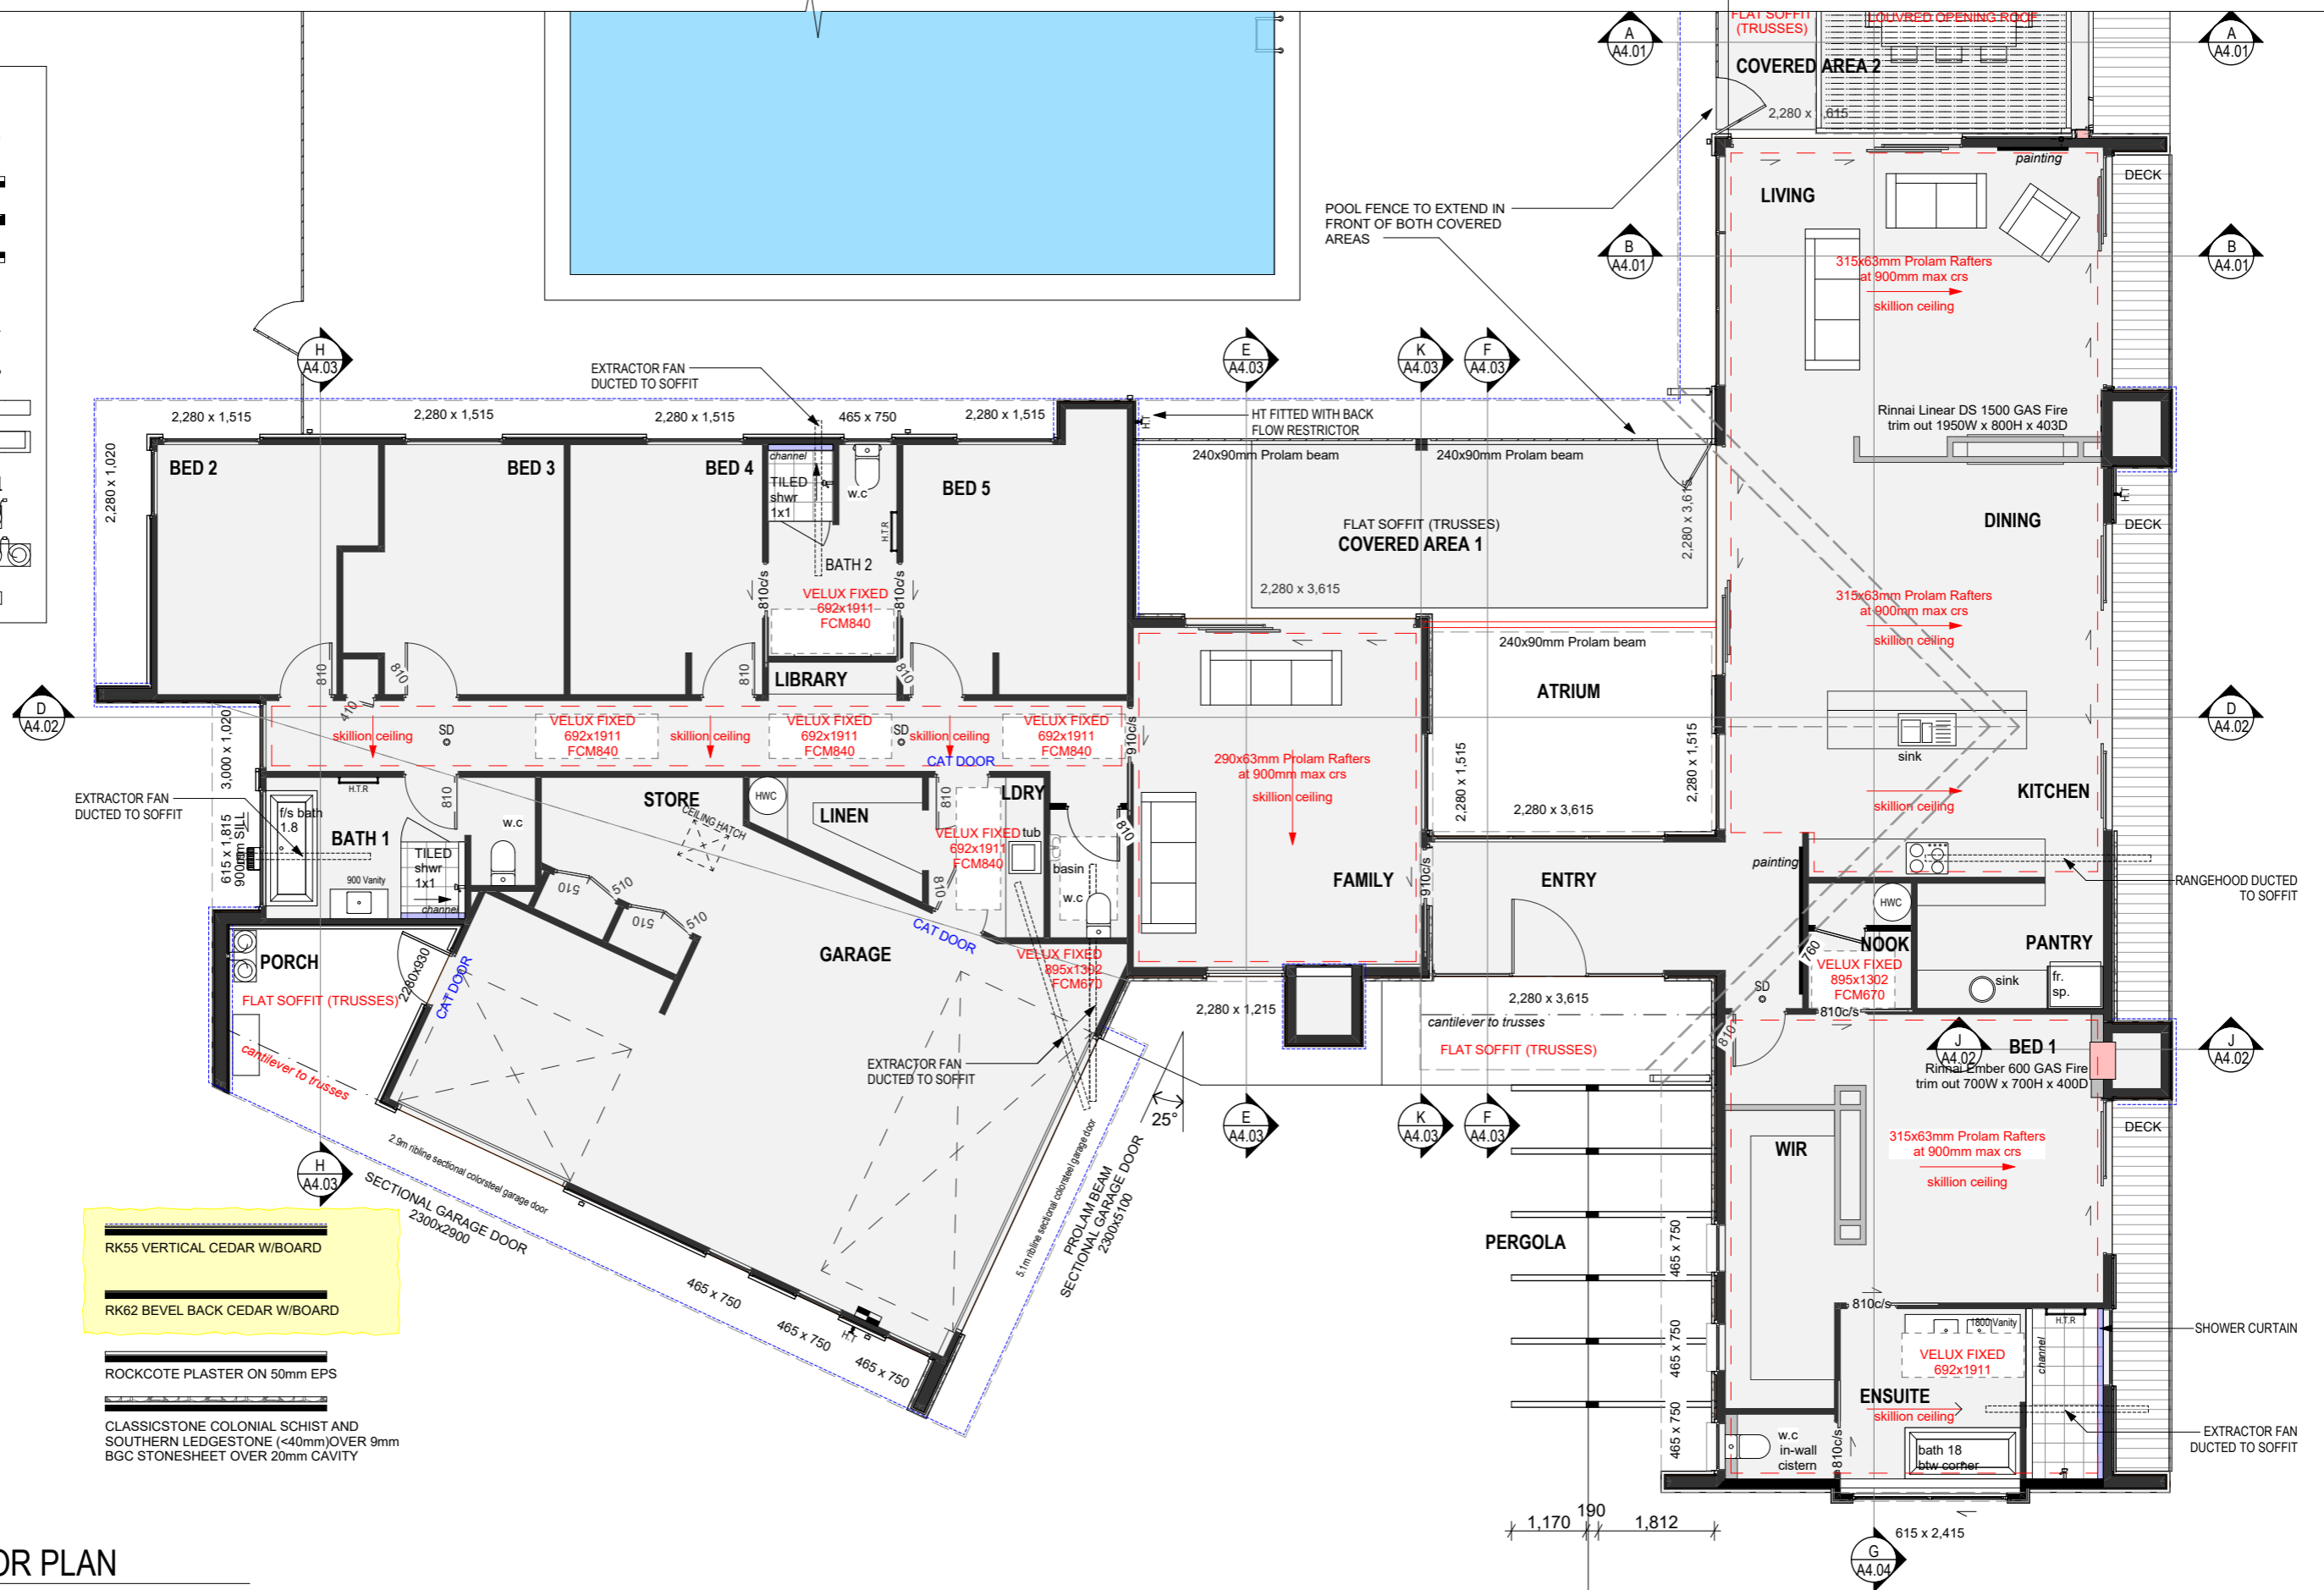 FLAT SOFFIT
(TRUSSES)
LOUVRED OPENING ROOF
A
A4.01
A
A4.01
COVERED AREA 2
painting
LIVING
DECK
POOL FENCE TO EXTEND IN
FRONT OF BOTH COVERED
AREAS
B
A4.01
B
A4.01
315x63mm Prolam Rafters
at 900mm max crs
skillion ceiling
H
A4.03
E
A4.03
K
A4.03
F
A4.03
EXTRACTOR FAN
DUCTED TO SOFFIT
2,280 x 1,515
2,280 x 1,515
2,280 x 1,515
465 x 750
2,280 x 1,515
HT FITTED WITH BACK
FLOW RESTRICTOR
Rinnai Linear DS 1500 GAS Fire
trim out 1950W x 800H x 403D
2,280 x 1,020
BED 2
BED 3
BED 4
channel
TILED
shwr
1x1
w.c
H.T.R
BED 5
240x90mm Prolam beam
240x90mm Prolam beam
H.T
DINING
DECK
FLAT SOFFIT (TRUSSES)
COVERED AREA 1
2,280 x 3,615
2,280 x 3,615
BATH 2
810c/s
810c/s
VELUX FIXED
692x1911
FCM840
315x63mm Prolam Rafters
at 900mm max crs
skillion ceiling
240x90mm Prolam beam
810
810
810
810
LIBRARY
ATRIUM
D
A4.02
D
A4.02
410
skillion ceiling
SD
VELUX FIXED
692x1911
FCM840
skillion ceiling
VELUX FIXED
692x1911
FCM840
SD
skillion ceiling
VELUX FIXED
692x1911
FCM840
910c/s
CAT DOOR
3,000 x 1,020
290x63mm Prolam Rafters
at 900mm max crs
skillion ceiling
2,280 x 1,515
2,280 x 1,515
2,280 x 3,615
sink
KITCHEN
skillion ceiling
EXTRACTOR FAN
DUCTED TO SOFFIT
H.T.R
f/s bath
1.8
BATH 1
810
w.c
STORE
CEILING HATCH
HWC
LINEN
810
LDRY
VELUX FIXED
692x1911
FCM840
tub
810
basin
w.c
615 x 1,815
900mm SILL
TILED
shwr
1x1
channel
900 Vanity
510
510
510
510
810
FAMILY
910c/s
ENTRY
painting
RANGEHOOD DUCTED
TO SOFFIT
HWC
NOOK
PANTRY
760
sink
fr.
sp.
PORCH
2280x930
CAT DOOR
CAT DOOR
GARAGE
FLAT SOFFIT (TRUSSES)
VELUX FIXED
895x1302
FCM670
VELUX FIXED
895x1302
FCM670
SD
810c/s
2,280 x 1,215
2,280 x 3,615
cantilever to trusses
FLAT SOFFIT (TRUSSES)
cantilever to trusses
EXTRACTOR FAN
DUCTED TO SOFFIT
25°
810
J
A4.02
BED 1
Rinnai Ember 600 GAS Fire
trim out 700W x 700H x 400D
J
A4.02
E
A4.03
K
A4.03
F
A4.03
DECK
H
A4.03
2.9m ribline sectional colorsteel garage door
SECTIONAL GARAGE DOOR
2300x2900
5.1m ribline sectional colorsteel garage door
PROLAM BEAM
SECTIONAL GARAGE DOOR
2300x5100
WIR
315x63mm Prolam Rafters
at 900mm max crs
skillion ceiling
RK55 VERTICAL CEDAR W/BOARD
RK62 BEVEL BACK CEDAR W/BOARD
ROCKCOTE PLASTER ON 50mm EPS
CLASSICSTONE COLONIAL SCHIST AND
SOUTHERN LEDGESTONE (<40mm)OVER 9mm
BGC STONESHEET OVER 20mm CAVITY
465 x 750
465 x 750
465 x 750
H.T
PERGOLA
465 x 750
465 x 750
465 x 750
810c/s
1800 Vanity
H.T.R
SHOWER CURTAIN
VELUX FIXED
692x1911
channel
ENSUITE
skillion ceiling
w.c
in-wall
cistern
810c/s
bath 18
btw corner
EXTRACTOR FAN
DUCTED TO SOFFIT
1,170
190
1,812
615 x 2,415
G
A4.04
OR PLAN